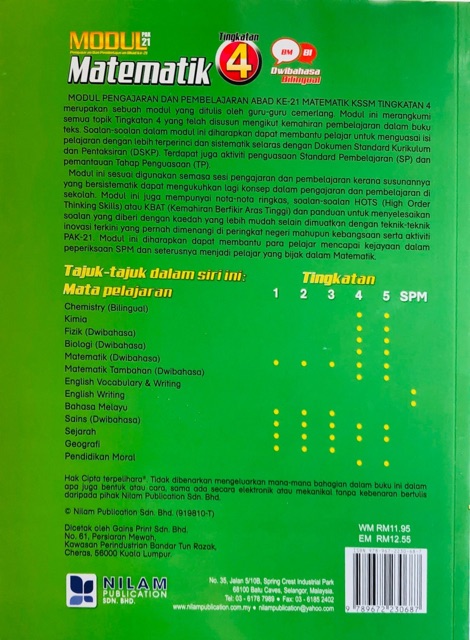 MODUL PAK 21
Matematik
Tingkatan
4
BM BI
Dwibahasa
Bilingual
MODUL PENGAJARAN DAN PEMBELAJARAN ABAD KE-21 MATEMATIK KSSM TINGKATAN 4
merupakan sebuah modul yang ditulis oleh guru-guru cemerlang. Modul ini merangkumi
semua topik Tingkatan 4 yang telah disusun mengikut kemahiran pembelajaran dalam buku
teks. Soalan-soalan dalam modul ini diharapkan dapat membantu pelajar untuk menguasai isi
pelajaran dengan lebih terperinci dan sistematik selaras dengan Dokumen Standard Kurikulum
dan Pentaksiran (DSKP). Terdapat juga aktiviti penguasaan Standard Pembelajaran (SP) dan
pemantauan Tahap Penguasaan (TP).
Modul ini sesuai digunakan semasa sesi pengajaran dan pembelajaran kerana susunannya
yang bersistematik dapat mengukuhkan lagi konsep dalam pengajaran dan pembelajaran di
sekolah. Modul ini juga mempunyai nota-nota ringkas, soalan-soalan HOTS (High Order
Thinking Skills) atau KBAT (Kemahiran Berfikir Aras Tinggi) dan panduan untuk menyelesaikan
soalan yang diberi dengan kaedah yang lebih mudah selain dimuatkan dengan teknik-teknik
inovasi terkini yang pernah dimenangi di peringkat negeri mahupun kebangsaan serta aktiviti
PAK-21. Modul ini diharapkan dapat membantu para pelajar mencapai kejayaan dalam
peperiksaan SPM dan seterusnya menjadi pelajar yang bijak dalam Matematik.
Tajuk-tajuk dalam siri ini: Tingkatan
Mata pelajaran 1 2 3 4 5 SPM
Chemistry (Bilingual)
Kimia
Fizik (Dwibahasa)
Biologi (Dwibahasa)
Matematik (Dwibahasa)
Matematik Tambahan (Dwibahasa)
English Vocabulary & Writing
English Writing
Bahasa Melayu
Sains (Dwibahasa)
Sejarah
Geografi
Pendidikan Moral
Hak Cipta terpelihara®. Tidak dibenarkan mengeluarkan mana-mana bahagian dalam buku ini dalam
apa juga bentuk atau cara, sama ada secara elektronik atau mekanikal tanpa kebenaran bertulis
daripada pihak Nilam Publication Sdn. Bhd.
© Nilam Publication Sdn. Bhd. (919810-T)
Dicetak oleh Gains Print Sdn. Bhd.
No. 61, Persiaran Mewah,
Kawasan Perindustrian Bandar Tun Razak,
Cheras, 56000 Kuala Lumpur.
WM RM11.95
EM RM12.55
NILAM
PUBLICATION
SDN. BHD.
No. 35, Jalan 5/10B, Spring Crest Industrial Park
68100 Batu Caves, Selangor, Malaysia.
Tel: 03-6178 7989 • Fax: 03-6185 2402
www.nilampublication.com.my • nilampublication@yahoo.com
9 789672 230687